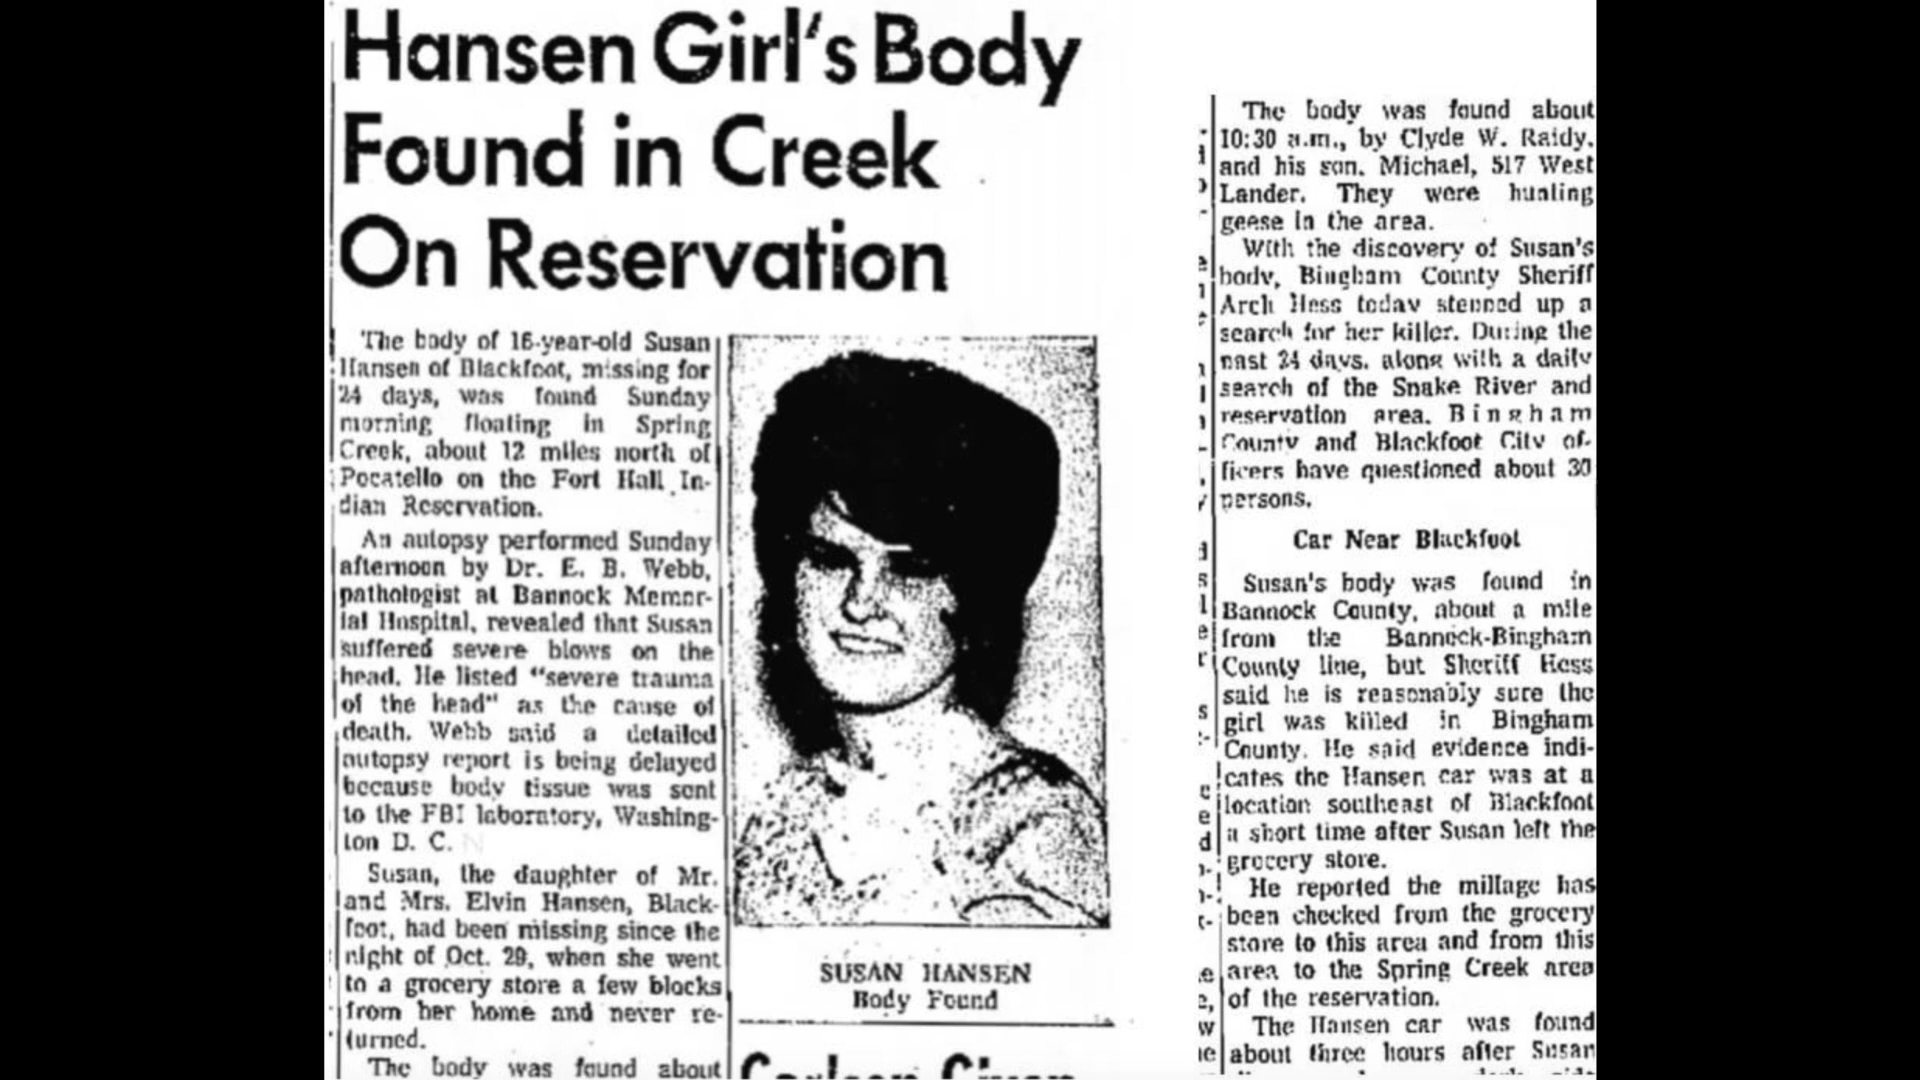 Hansen Girl's Body
Found in Creek
On Reservation
The body of 16-year-old Susan
Hansen of Blackfoot, missing for
24 days, was found Sunday
morning floating in Spring
Creek, about 12 miles north of
Pocatello on the Fort Hall In-
dian Reservation.
An autopsy performed Sunday
afternoon by Dr. E. B. Webb,
pathologist at Bannock Memor-
ial Hospital, revealed that Susan
suffered severe blows on the
head. He listed "severe trauma
of the head" as the cause of
death. Webb said a detailed
autopsy report is being delayed
because body tissue was sent
to the FBI laboratory, Washing-
ton D. C.
Susan, the daughter of Mr.
and Mrs. Elvin Hansen, Black-
foot, had been missing since the
night of Oct. 29, when she went
to a grocery store a few blocks
from her home and never re-
turned.
The body was found about
SUSAN HANSEN
Body Found
The body was found about
10:30 a.m., by Clyde W. Raidy,
and his son, Michael, 517 West
Lander. They were hunting
geese in the area.
With the discovery of Susan's
body, Bingham County Sheriff
Arch Hess today stepped up a
search for her killer. During the
past 24 days, along with a daily
search of the Snake River and
reservation area, Bingham
County and Blackfoot City of-
ficers have questioned about 30
persons.
Car Near Blackfoot
Susan's body was found in
Bannock County, about a mile
from the Bannock-Bingham
County line, but Sheriff Hess
said he is reasonably sure the
girl was killed in Bingham
County. He said evidence indi-
cates the Hansen car was at a
location southeast of Blackfoot
a short time after Susan left the
grocery store.
He reported the millage has
been checked from the grocery
store to this area and from this
area to the Spring Creek area
of the reservation.
The Hansen car was found
about three hours after Susan